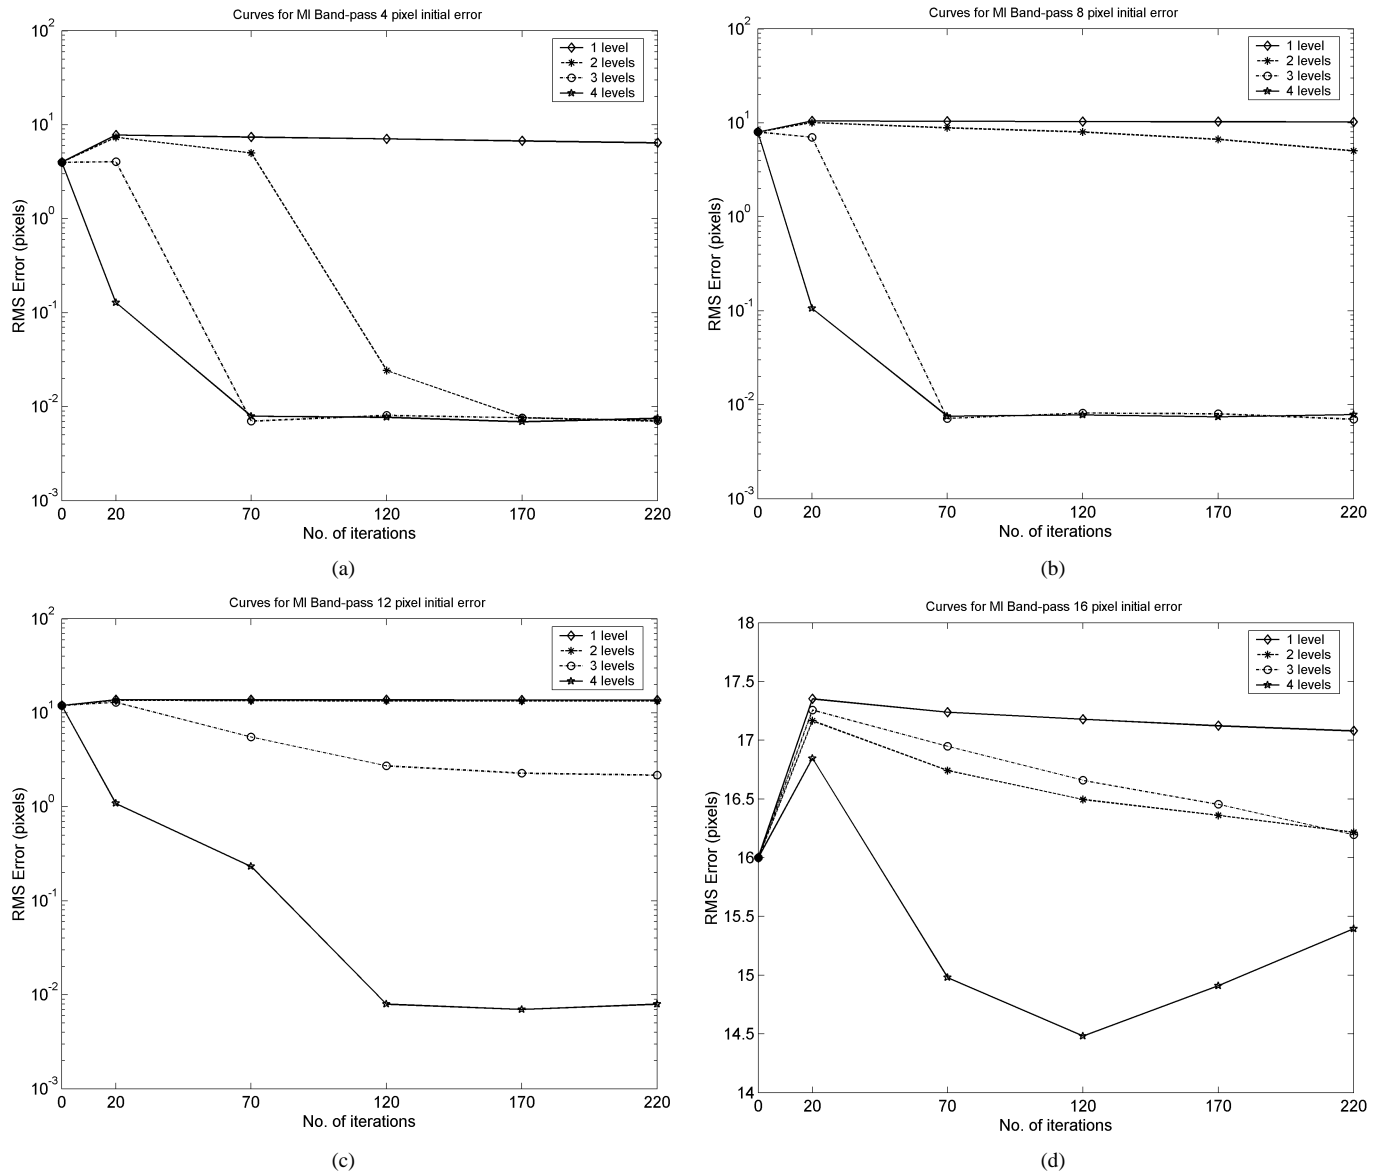 Curves for MI Band-pass 4 pixel initial error
10^2
10^1
10^0
10^-1
10^-2
10^-3
RMS Error (pixels)
1 level
2 levels
3 levels
4 levels
0 20 70 120 170 220
No. of iterations
(a)
Curves for MI Band-pass 8 pixel initial error
10^2
10^1
10^0
10^-1
10^-2
10^-3
RMS Error (pixels)
1 level
2 levels
3 levels
4 levels
0 20 70 120 170 220
No. of iterations
(b)
Curves for MI Band-pass 12 pixel initial error
10^2
10^1
10^0
10^-1
10^-2
10^-3
RMS Error (pixels)
1 level
2 levels
3 levels
4 levels
0 20 70 120 170 220
No. of iterations
(c)
Curves for MI Band-pass 16 pixel initial error
18
17.5
17
16.5
16
15.5
15
14.5
14
RMS Error (pixels)
1 level
2 levels
3 levels
4 levels
0 20 70 120 170 220
No. of iterations
(d)